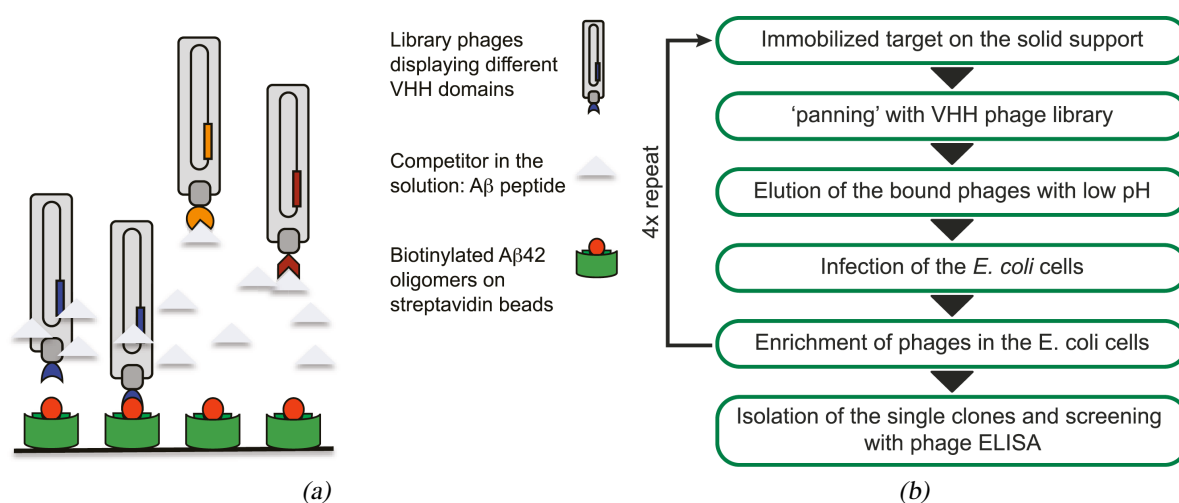 Library phages
displaying different
VHH domains
Competitor in the
solution: Aβ peptide
Biotinylated Aβ42
oligomers on
streptavidin beads
(a)
4x repeat
Immobilized target on the solid support
‘panning’ with VHH phage library
Elution of the bound phages with low pH
Infection of the E. coli cells
Enrichment of phages in the E. coli cells
Isolation of the single clones and screening
with phage ELISA
(b)